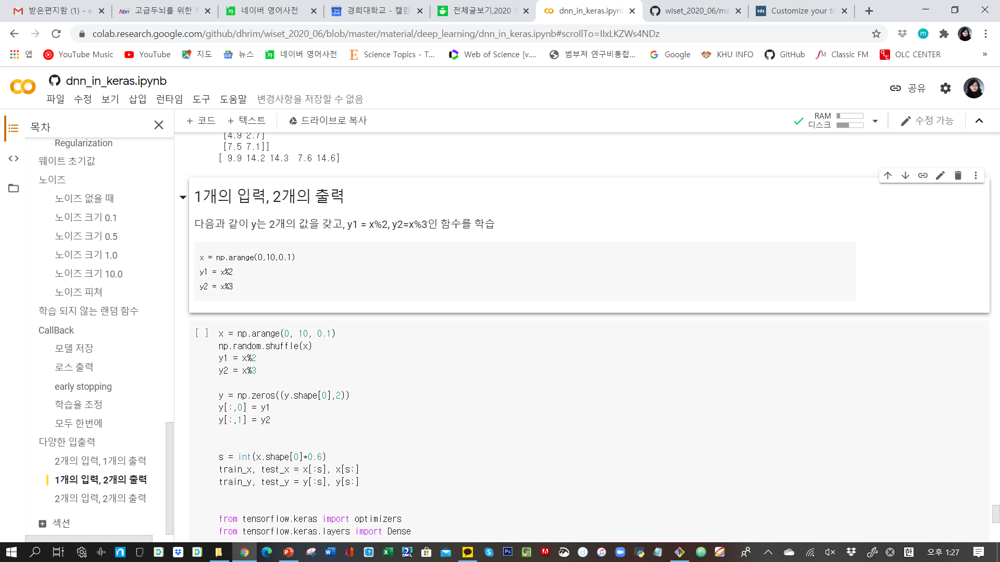 받은편지함 (1) - e
고급두뇌를 위한
네이버 영어사전
경희대학교 - 캘린
전체글보기,2020
dnn_in_keras.ipynb
wiset_2020_06/ma
Customize your tr
colab.research.google.com/github/dhrim/wiset_2020_06/blob/master/material/deep_learning/dnn_in_keras.ipynb#scrollTo=IIxLKZWs4NDz
앱 YouTube Music YouTube 지도 뉴스 네이버 영어사전 Science Topics - T... Web of Science [v.... 범부처 연구비통합... Google KHU INFO GitHub Classic FM OLC CENTER »
dnn_in_keras.ipynb
공유
파일 수정 보기 삽입 런타임 도구 도움말 변경사항을 저장할 수 없음
+ 코드 + 텍스트 드라이브로 복사
RAM
디스크
수정 가능
목차
Regularization
웨이트 초기값
노이즈
노이즈 없을 때
노이즈 크기 0.1
노이즈 크기 0.5
노이즈 크기 1.0
노이즈 크기 10.0
노이즈 피쳐
학습 되지 않는 랜덤 함수
CallBack
모델 저장
로스 출력
early stopping
학습율 조정
모두 한번에
다양한 입출력
2개의 입력, 1개의 출력
1개의 입력, 2개의 출력
2개의 입력, 2개의 출력
섹션
[4.9 2.7]
[7.5 7.1]]
[ 9.9 14.2 14.3  7.6 14.6]
1개의 입력, 2개의 출력
다음과 같이 y는 2개의 값을 갖고, y1 = x%2, y2=x%3인 함수를 학습
x = np.arange(0,10,0.1)
y1 = x%2
y2 = x%3
[ ] x = np.arange(0, 10, 0.1)
np.random.shuffle(x)
y1 = x%2
y2 = x%3
y = np.zeros((y.shape[0],2))
y[:,0] = y1
y[:,1] = y2
s = int(x.shape[0]*0.6)
train_x, test_x = x[:s], x[s:]
train_y, test_y = y[:s], y[s:]
from tensorflow.keras import optimizers
from tensorflow.keras.layers import Dense
한 오후 1:27